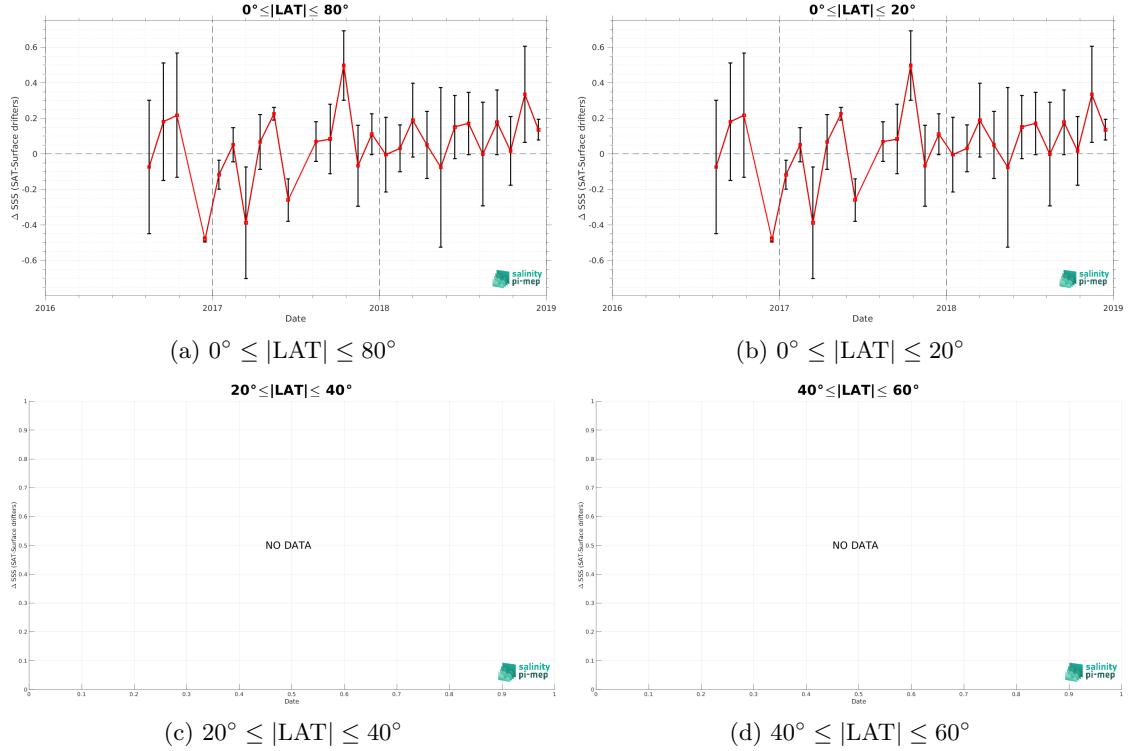 0°≤|LAT|≤ 80°
Δ SSS (SAT-Surface drifters)
0.6
0.4
0.2
0
-0.2
-0.4
-0.6
2016
2017
2018
2019
Date
salinity
pi-mep
(a) 0° ≤ |LAT| ≤ 80°
0°≤|LAT|≤ 20°
Δ SSS (SAT-Surface drifters)
0.6
0.4
0.2
0
-0.2
-0.4
-0.6
2016
2017
2018
2019
Date
salinity
pi-mep
(b) 0° ≤ |LAT| ≤ 20°
20°≤|LAT|≤ 40°
Δ SSS (SAT-Surface drifters)
1
0.9
0.8
0.7
0.6
0.5
0.4
0.3
0.2
0.1
0
NO DATA
0
0.1
0.2
0.3
0.4
0.5
0.6
0.7
0.8
0.9
1
Date
salinity
pi-mep
(c) 20° ≤ |LAT| ≤ 40°
40°≤|LAT|≤ 60°
Δ SSS (SAT-Surface drifters)
1
0.9
0.8
0.7
0.6
0.5
0.4
0.3
0.2
0.1
0
NO DATA
0
0.1
0.2
0.3
0.4
0.5
0.6
0.7
0.8
0.9
1
Date
salinity
pi-mep
(d) 40° ≤ |LAT| ≤ 60°